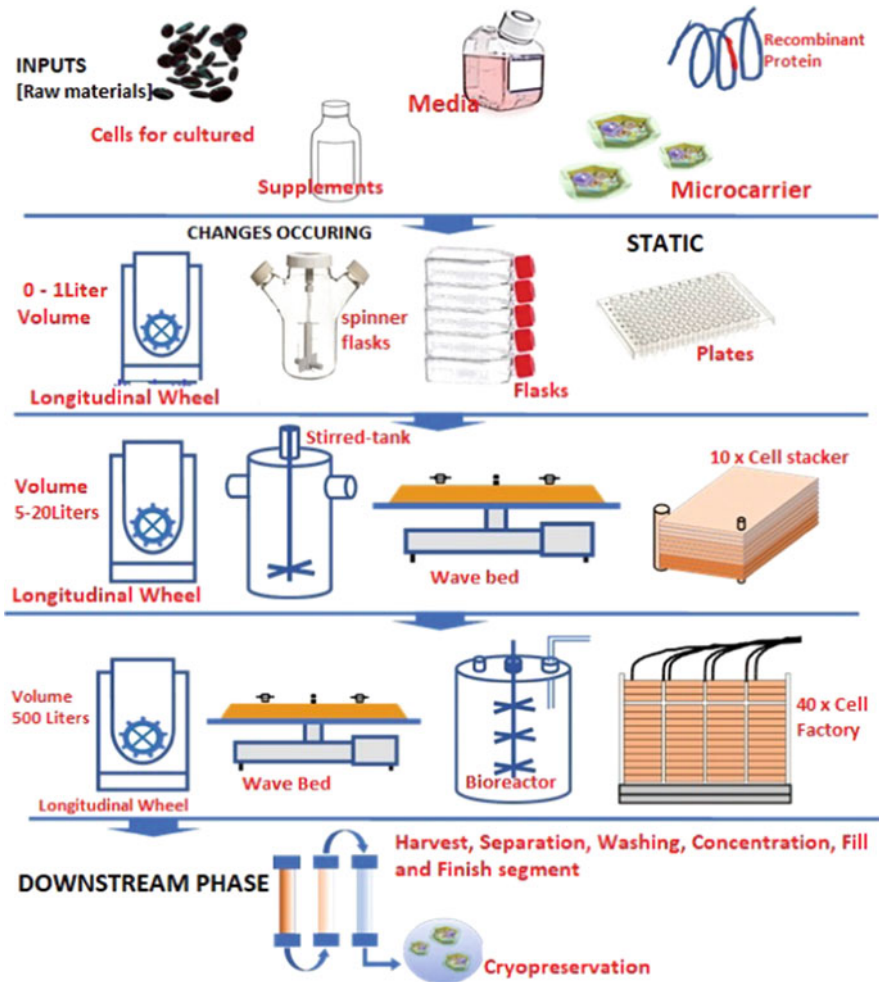 INPUTS
[Raw materials]
Cells for cultured
Supplements
Media
Recombinant
Protein
Microcarrier
CHANGES OCCURING
STATIC
0 - 1Liter
Volume
Longitudinal Wheel
spinner
flasks
Flasks
Plates
Volume
5-20Liters
Longitudinal Wheel
Stirred-tank
Wave bed
10 x Cell stacker
Volume
500 Liters
Longitudinal Wheel
Wave Bed
Bioreactor
40 x Cell
Factory
DOWNSTREAM PHASE
Harvest, Separation, Washing, Concentration, Fill
and Finish segment
Cryopreservation